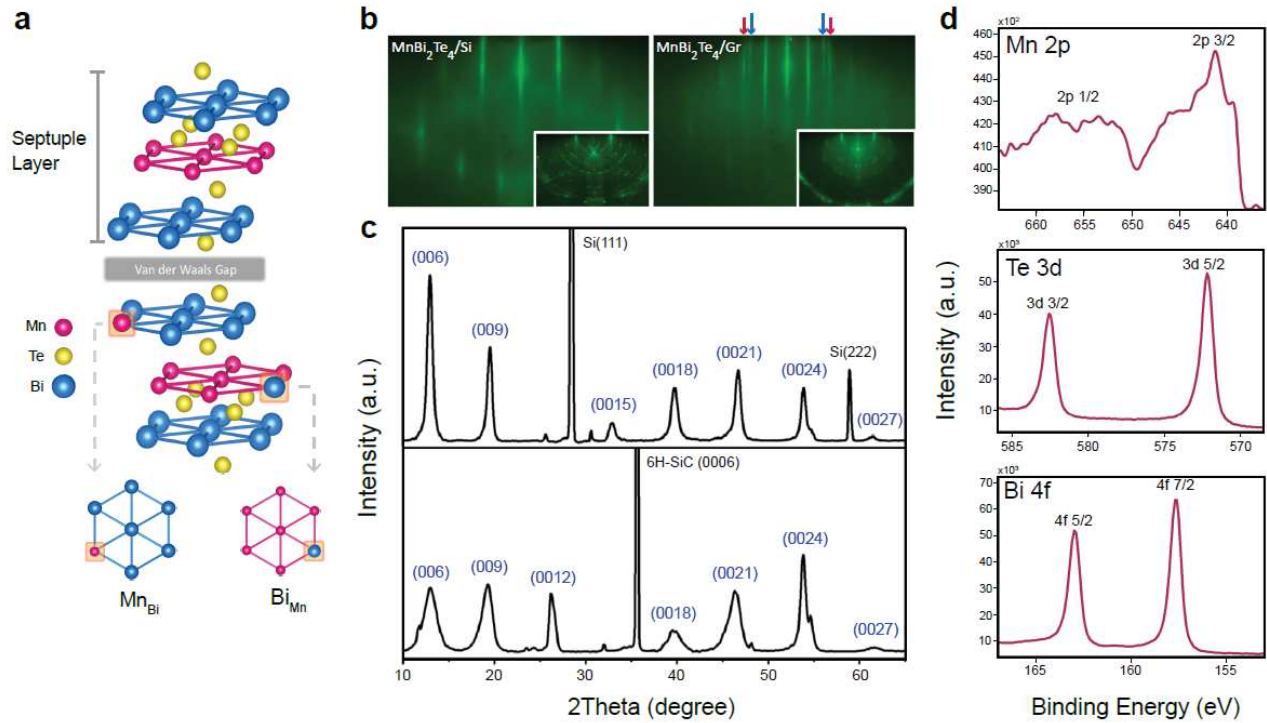 a
Septuple
Layer
Van der Waals Gap
Mn
Te
Bi
Mn_Bi
Bi_Mn
b
MnBi₂Te₄/Si
MnBi₂Te₄/Gr
c
Intensity (a.u.)
Si(111)
(006)
(009)
(0015)
(0018)
(0021)
(0024)
Si(222)
(0027)
6H-SiC (0006)
(006)
(009)
(0012)
(0018)
(0021)
(0024)
(0027)
10 20 30 40 50 60
2Theta (degree)
d
Intensity (a.u.)
x10²
Mn 2p
2p 3/2
2p 1/2
460
450
440
430
420
410
400
390
660 655 650 645 640
x10³
Te 3d
3d 5/2
3d 3/2
50
40
30
20
10
585 580 575 570
x10³
Bi 4f
4f 7/2
4f 5/2
70
60
50
40
30
20
10
165 160 155
Binding Energy (eV)